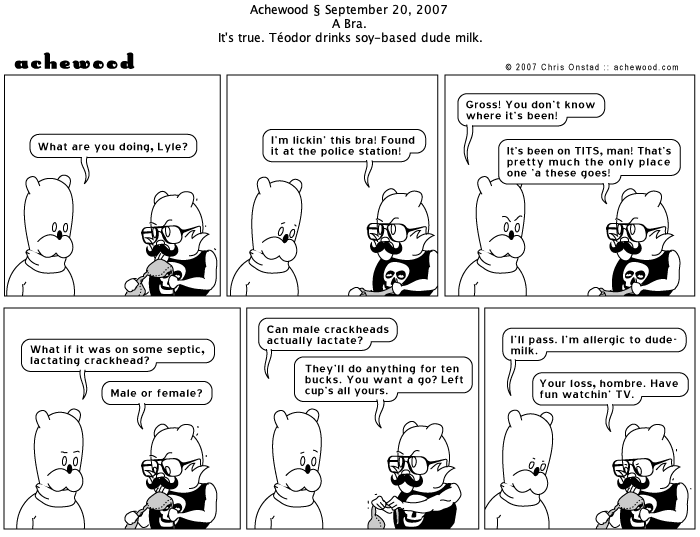 Achewood § September 20, 2007
A Bra.
It's true. Téodor drinks soy-based dude milk.
achewood
© 2007 Chris Onstad :: achewood.com
What are you doing, Lyle?
I'm lickin' this bra! Found
it at the police station!
Gross! You don't know
where it's been!
It's been on TITS, man! That's
pretty much the only place
one 'a these goes!
What if it was on some septic,
lactating crackhead?
Male or female?
Can male crackheads
actually lactate?
They'll do anything for ten
bucks. You want a go? Left
cup's all yours.
I'll pass. I'm allergic to dude-
milk.
Your loss, hombre. Have
fun watchin' TV.